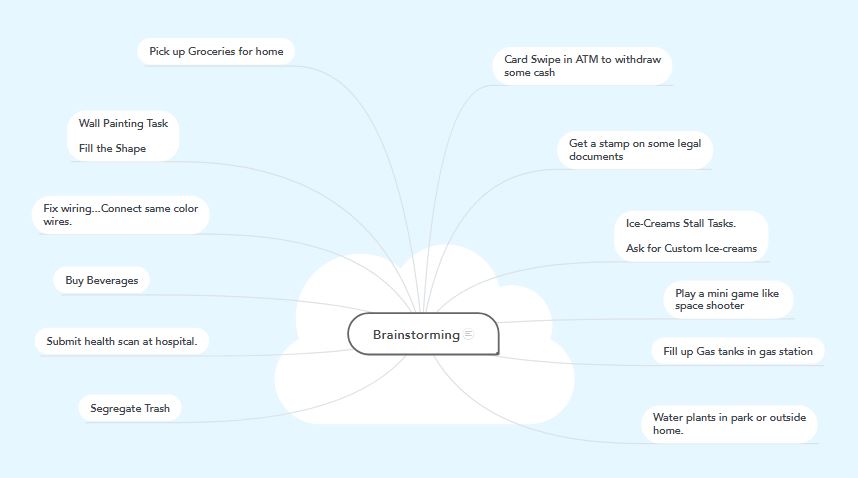 Pick up Groceries for home
Wall Painting Task
Fill the Shape
Fix wiring...Connect same color
wires.
Buy Beverages
Submit health scan at hospital.
Segregate Trash
Brainstorming
Card Swipe in ATM to withdraw
some cash
Get a stamp on some legal
documents
Ice-Creams Stall Tasks.
Ask for Custom Ice-creams
Play a mini game like
space shooter
Fill up Gas tanks in gas station
Water plants in park or outside
home.